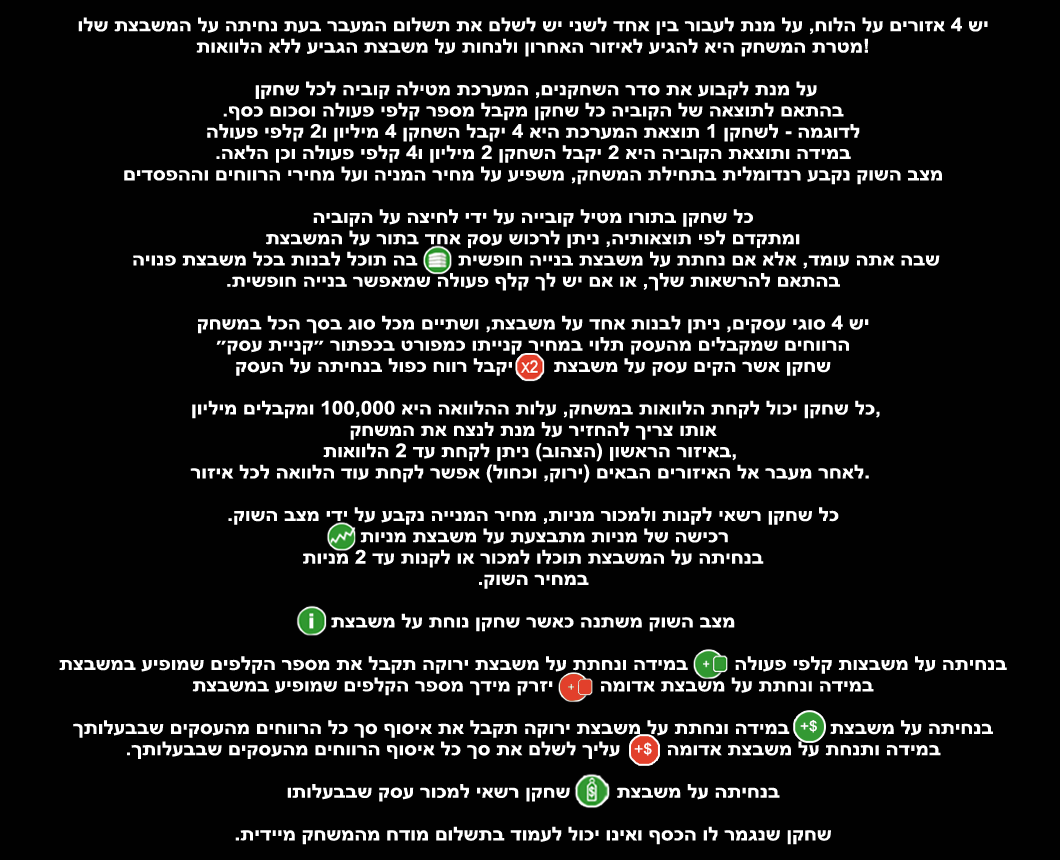 יש 4 אזורים על הלוח, על מנת לעבור בין אחד לשני יש לשלם את תשלום המעבר בעת נחיתה על המשבצת שלו
מטרת המשחק היא להגיע לאיזור האחרון ולנחות על משבצת הגביע ללא הלוואות!
על מנת לקבוע את סדר השחקנים, המערכת מטילה קוביה לכל שחקן
בהתאם לתוצאה של הקוביה כל שחקן מקבל מספר קלפי פעולה וסכום כסף.
לדוגמה - לשחקן 1 תוצאת המערכת היא 4 יקבל השחקן 4 מיליון ו2 קלפי פעולה
במידה ותוצאת הקוביה היא 2 יקבל השחקן 2 מיליון ו4 קלפי פעולה וכן הלאה.
מצב השוק נקבע רנדומלית בתחילת המשחק, משפיע על מחיר המניה ועל מחירי הרווחים וההפסדים
כל שחקן בתורו מטיל קובייה על ידי לחיצה על הקוביה
ומתקדם לפי תוצאותיה, ניתן לרכוש עסק אחד בתור על המשבצת
שבה אתה עומד, אלא אם נחתת על משבצת בנייה חופשית בה תוכל לבנות בכל משבצת פנויה
בהתאם להרשאות שלך, או אם יש לך קלף פעולה שמאפשר בנייה חופשית.
יש 4 סוגי עסקים, ניתן לבנות אחד על משבצת, ושתיים מכל סוג בסך הכל במשחק
הרווחים שמקבלים מהעסק תלוי במחיר קנייתו כמפורט בכפתור ״קניית עסק״
שחקן אשר הקים עסק על משבצת x2 יקבל רווח כפול בנחיתה על העסק
כל שחקן יכול לקחת הלוואות במשחק, עלות ההלוואה היא 100,000 ומקבלים מיליון,
אותו צריך להחזיר על מנת לנצח את המשחק
באיזור הראשון (הצהוב) ניתן לקחת עד 2 הלוואות,
לאחר מעבר אל האיזורים הבאים (ירוק, וכחול) אפשר לקחת עוד הלוואה לכל איזור.
כל שחקן רשאי לקנות ולמכור מניות, מחיר המנייה נקבע על ידי מצב השוק.
רכישה של מניות מתבצעת על משבצת מניות
בנחיתה על המשבצת תוכלו למכור או לקנות עד 2 מניות
במחיר השוק.
מצב השוק משתנה כאשר שחקן נוחת על משבצת i
בנחיתה על משבצות קלפי פעולה + במידה ונחתת על משבצת ירוקה תקבל את מספר הקלפים שמופיע במשבצת
במידה ונחתת על משבצת אדומה + יזרק מידך מספר הקלפים שמופיע במשבצת
בנחיתה על משבצת +$ במידה ונחתת על משבצת ירוקה תקבל את איסוף סך כל הרווחים מהעסקים שבבעלותך
במידה ותנחת על משבצת אדומה +$ עליך לשלם את סך כל איסוף הרווחים מהעסקים שבבעלותך.
בנחיתה על משבצת $ שחקן רשאי למכור עסק שבבעלותו
שחקן שנגמר לו הכסף ואינו יכול לעמוד בתשלום מודח מהמשחק מיידית.